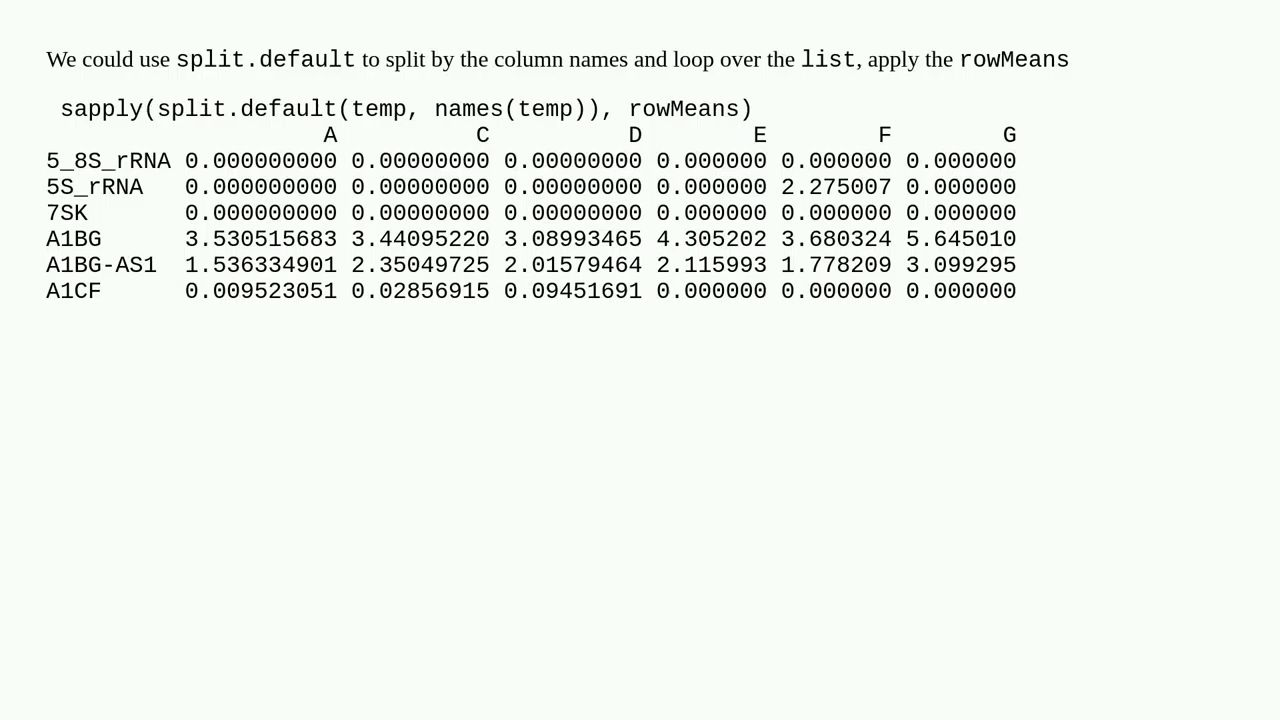 We could use split.default to split by the column names and loop over the list, apply the rowMeans
 sapply(split.default(temp, names(temp)), rowMeans)
                    A          C          D        E        F        G
5_8S_rRNA 0.000000000 0.00000000 0.00000000 0.000000 0.000000 0.000000
5S_rRNA   0.000000000 0.00000000 0.00000000 0.000000 2.275007 0.000000
7SK       0.000000000 0.00000000 0.00000000 0.000000 0.000000 0.000000
A1BG      3.530515683 3.44095220 3.08993465 4.305202 3.680324 5.645010
A1BG-AS1  1.536334901 2.35049725 2.01579464 2.115993 1.778209 3.099295
A1CF      0.009523051 0.02856915 0.09451691 0.000000 0.000000 0.000000